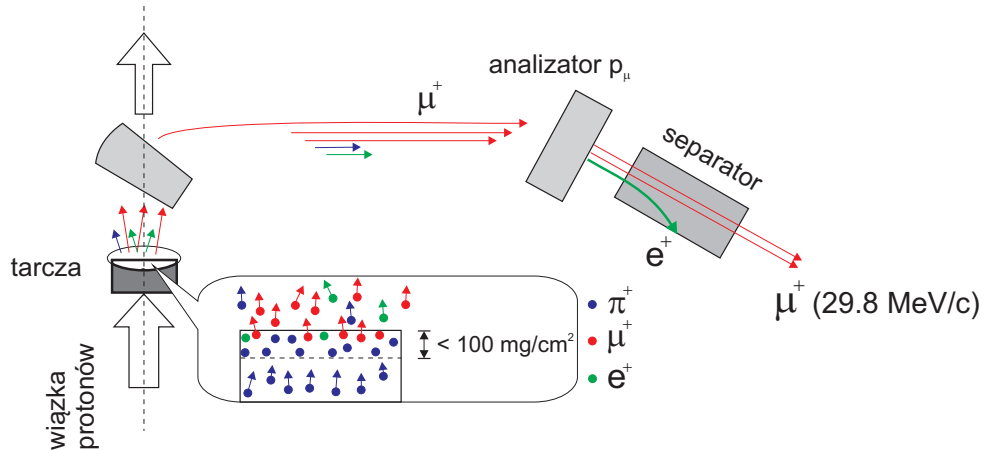 analizator pμ
μ⁺
separator
e⁺
tarcza
μ⁺ (29.8 MeV/c)
π⁺
< 100 mg/cm²
μ⁺
e⁺
wiązka
protonów